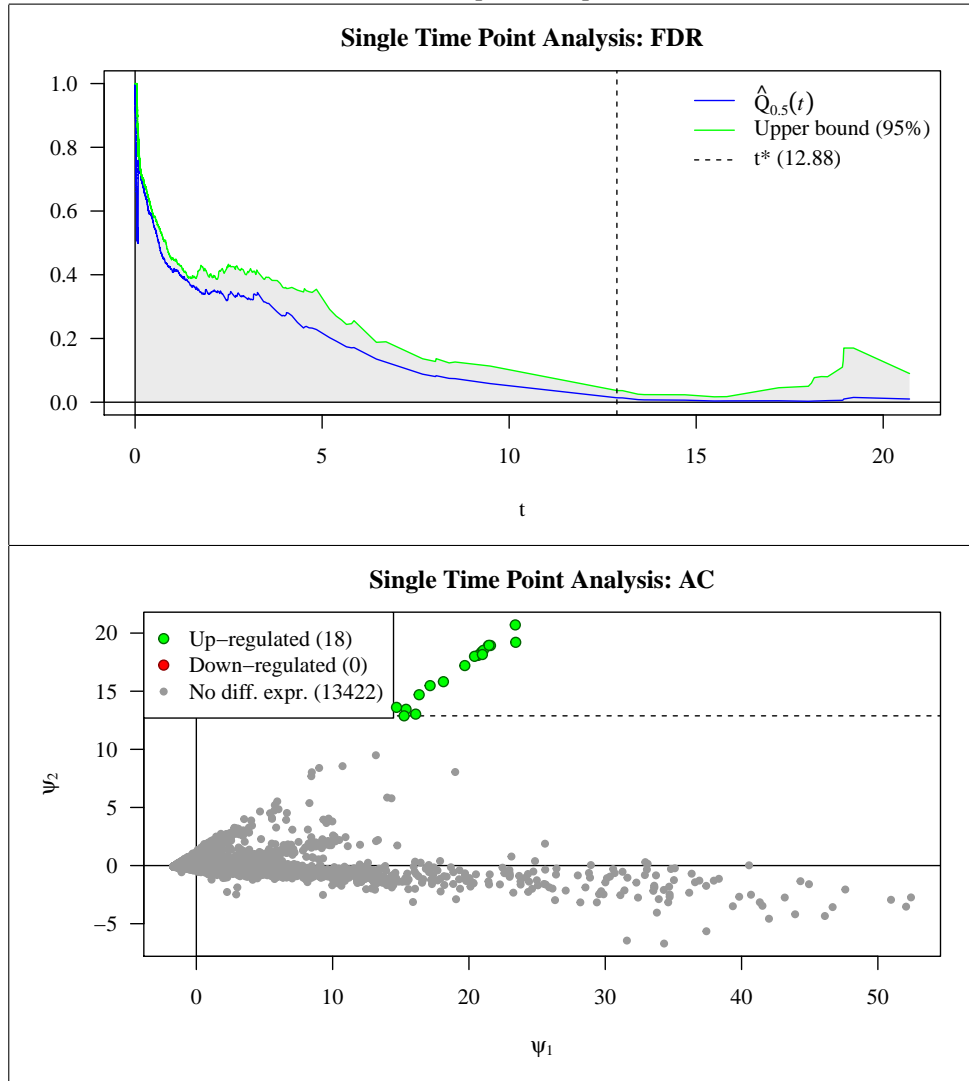 Single Time Point Analysis: FDR
Q̂0.5(t)
Upper bound (95%)
t* (12.88)
1.0
0.8
0.6
0.4
0.2
0.0
0 5 10 15 20
t
Single Time Point Analysis: AC
Up−regulated (18)
Down−regulated (0)
No diff. expr. (13422)
20
15
10
5
0
−5
ψ2
0 10 20 30 40 50
ψ1